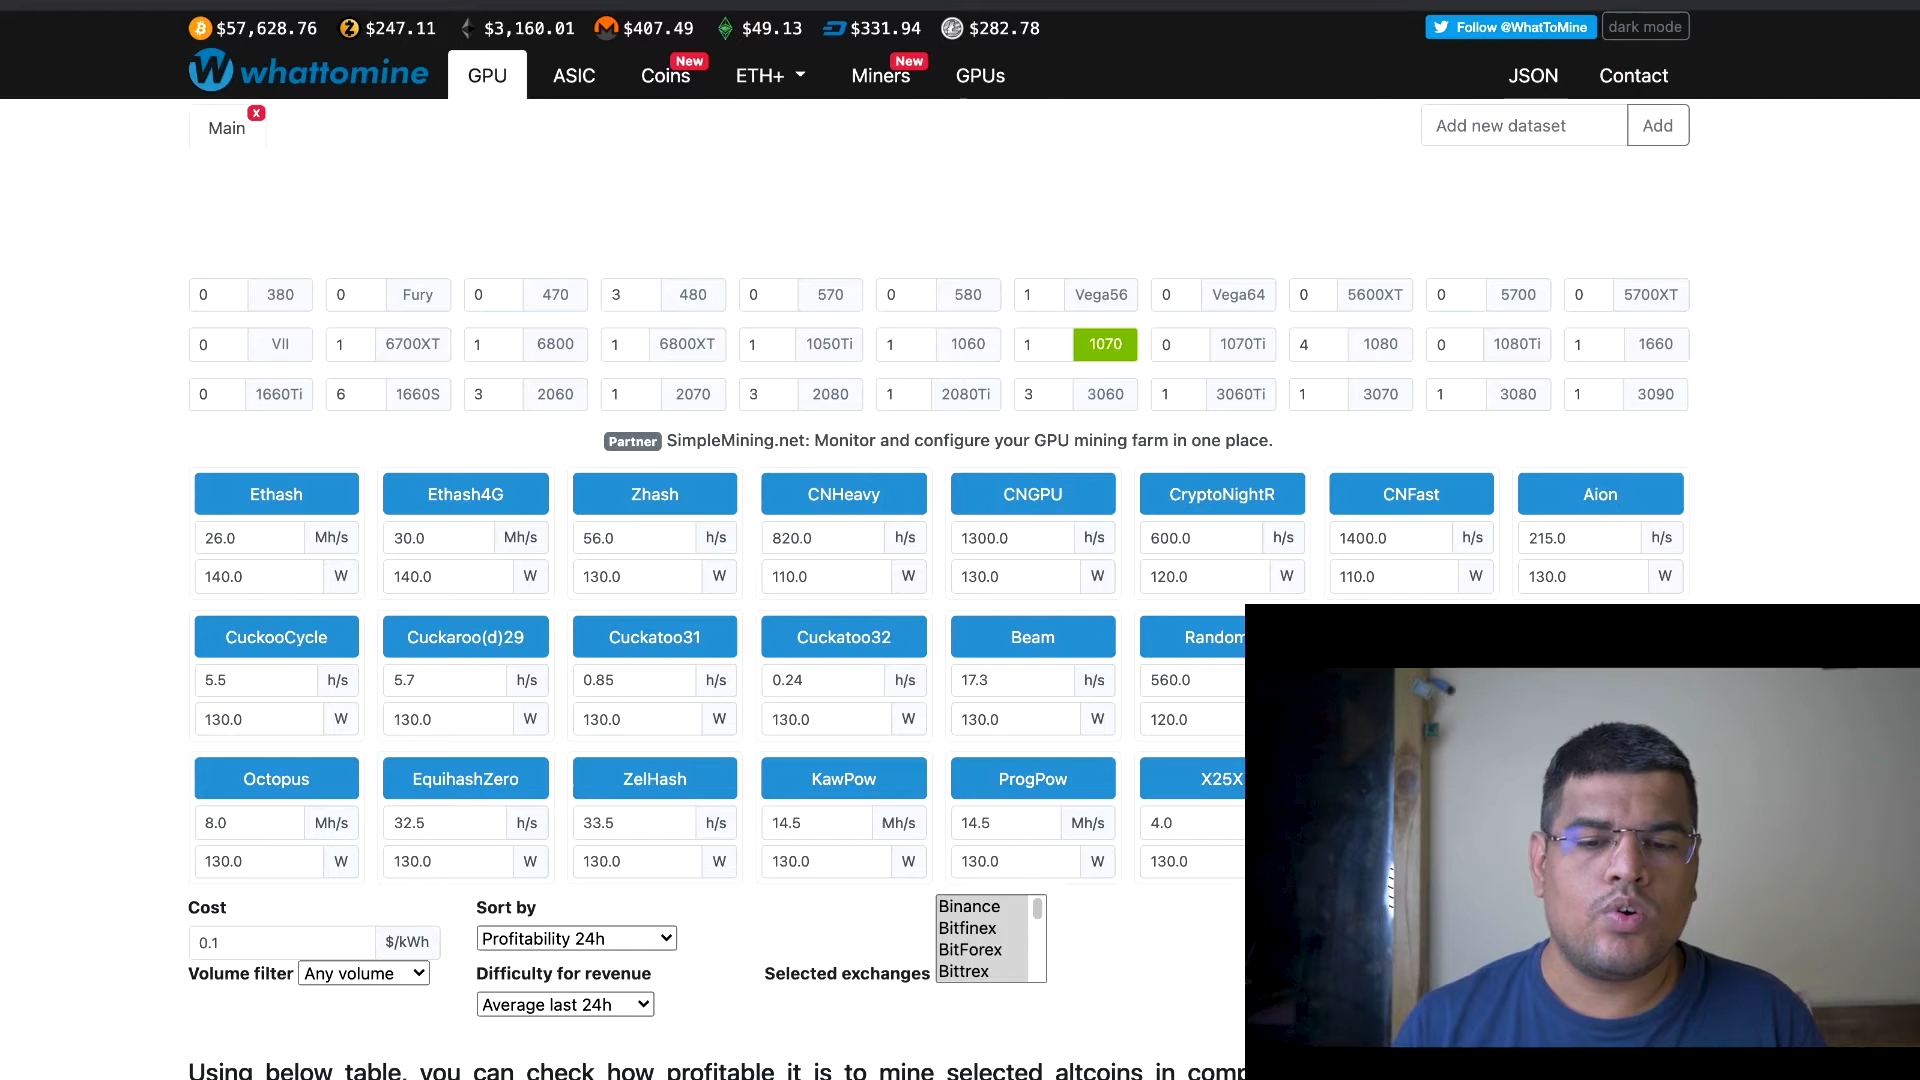 $57,628.76 $247.11 $3,160.01 $407.49 $49.13 $331.94 $282.78 Follow @WhatToMine dark mode
whattomine GPU ASIC Coins New ETH+ Miners New GPUs JSON Contact
Main x Add new dataset Add
0 380 0 Fury 0 470 3 480 0 570 0 580 1 Vega56 0 Vega64 0 5600XT 0 5700 0 5700XT
0 VII 1 6700XT 1 6800 1 6800XT 1 1050Ti 1 1060 1 1070 0 1070Ti 4 1080 0 1080Ti 1 1660
0 1660Ti 6 1660S 3 2060 1 2070 3 2080 1 2080Ti 3 3060 1 3060Ti 1 3070 1 3080 1 3090
Partner SimpleMining.net: Monitor and configure your GPU mining farm in one place.
Ethash Ethash4G Zhash CNHeavy CNGPU CryptoNightR CNFast Aion
26.0 Mh/s 30.0 Mh/s 56.0 h/s 820.0 h/s 1300.0 h/s 600.0 h/s 1400.0 h/s 215.0 h/s
140.0 W 140.0 W 130.0 W 110.0 W 130.0 W 120.0 W 110.0 W 130.0 W
CuckooCycle Cuckaroo(d)29 Cuckatoo31 Cuckatoo32 Beam Random
5.5 h/s 5.7 h/s 0.85 h/s 0.24 h/s 17.3 h/s 560.0
130.0 W 130.0 W 130.0 W 130.0 W 130.0 W 120.0
Octopus EquihashZero ZelHash KawPow ProgPow X25X
8.0 Mh/s 32.5 h/s 33.5 h/s 14.5 Mh/s 14.5 Mh/s 4.0
130.0 W 130.0 W 130.0 W 130.0 W 130.0 W 130.0
Cost Sort by Binance
0.1 $/kWh Profitability 24h Bitfinex
BitForex
Volume filter Any volume Difficulty for revenue Selected exchanges Bittrex
Average last 24h
Using below table, you can check how profitable it is to mine selected altcoins in comp